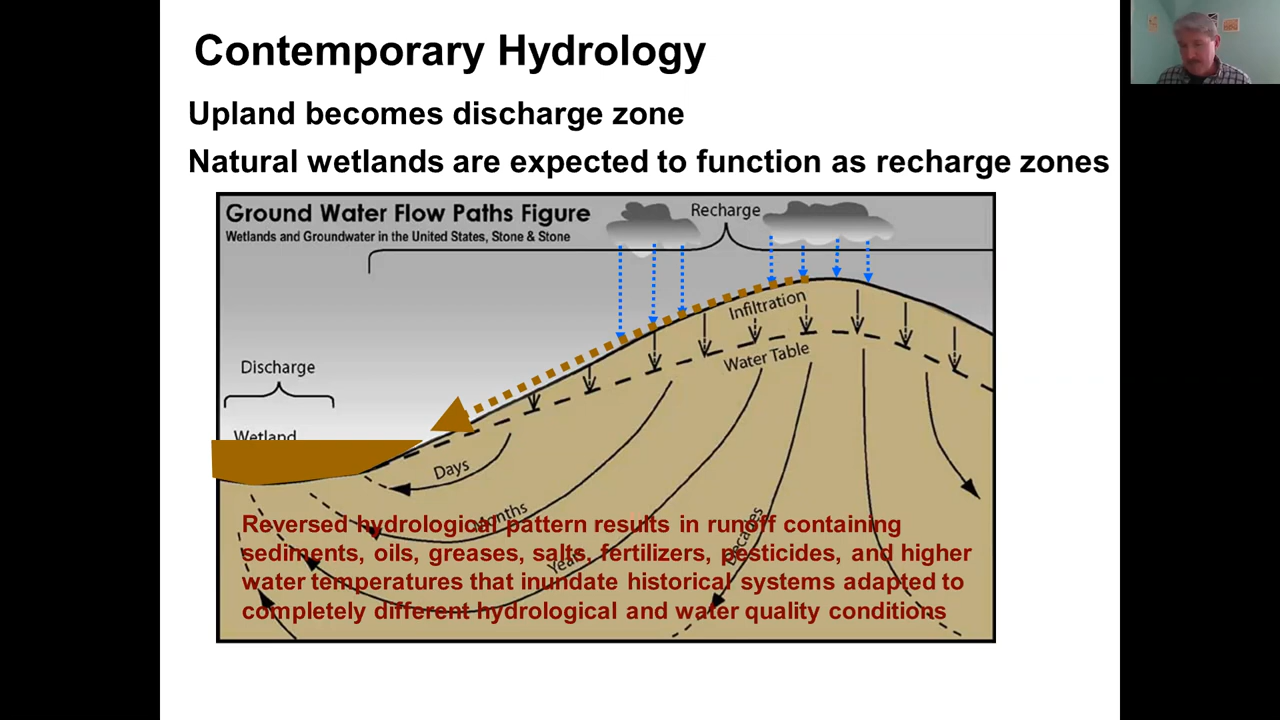 Contemporary Hydrology
Upland becomes discharge zone
Natural wetlands are expected to function as recharge zones
Ground Water Flow Paths Figure
Wetlands and Groundwater in the United States, Stone & Stone
Recharge
Infiltration
Water Table
Discharge
Wetland
Days
Months
Years
Decades
Reversed hydrological pattern results in runoff containing
sediments, oils, greases, salts, fertilizers, pesticides, and higher
water temperatures that inundate historical systems adapted to
completely different hydrological and water quality conditions